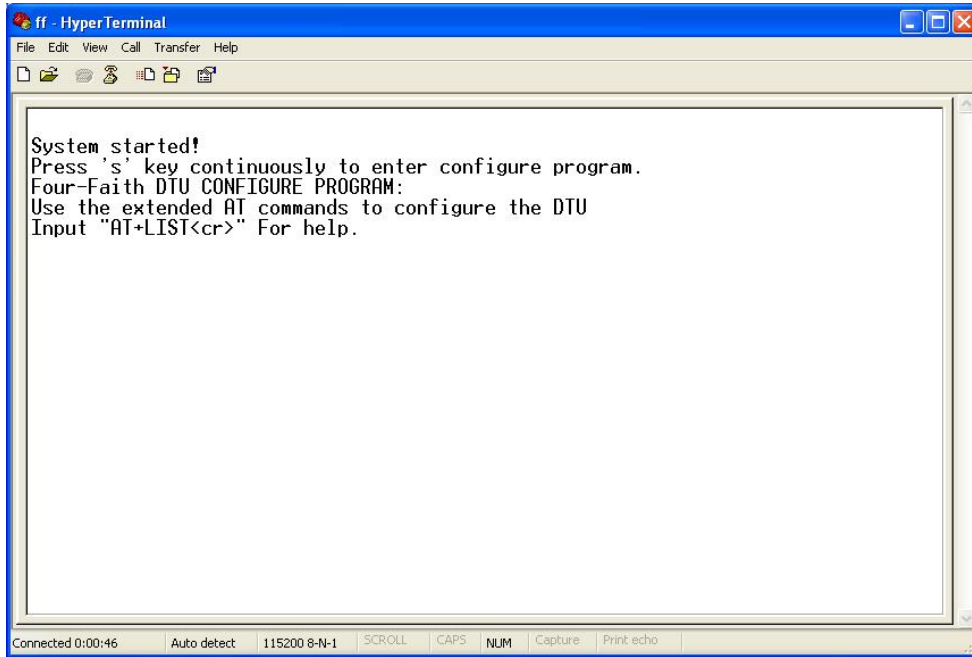 ff - HyperTerminal
File Edit View Call Transfer Help
System started!
Press 's' key continuously to enter configure program.
Four-Faith DTU CONFIGURE PROGRAM:
Use the extended AT commands to configure the DTU
Input "AT+LIST<cr>" For help.
Connected 0:00:46 Auto detect 115200 8-N-1 SCROLL CAPS NUM Capture Print echo